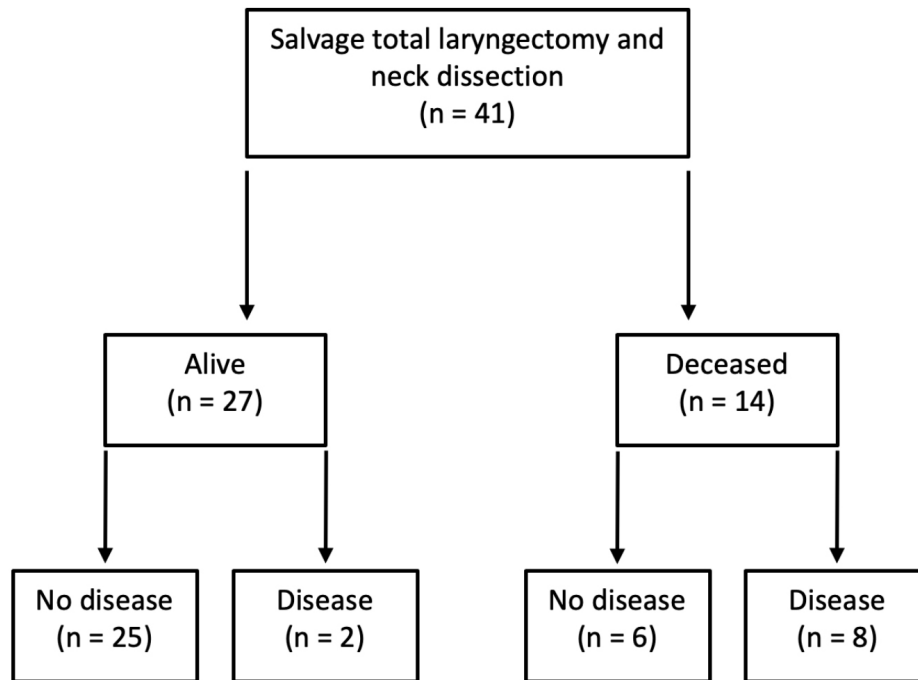 Salvage total laryngectomy and
neck dissection
(n = 41)
Alive
(n = 27)
Deceased
(n = 14)
No disease
(n = 25)
Disease
(n = 2)
No disease
(n = 6)
Disease
(n = 8)